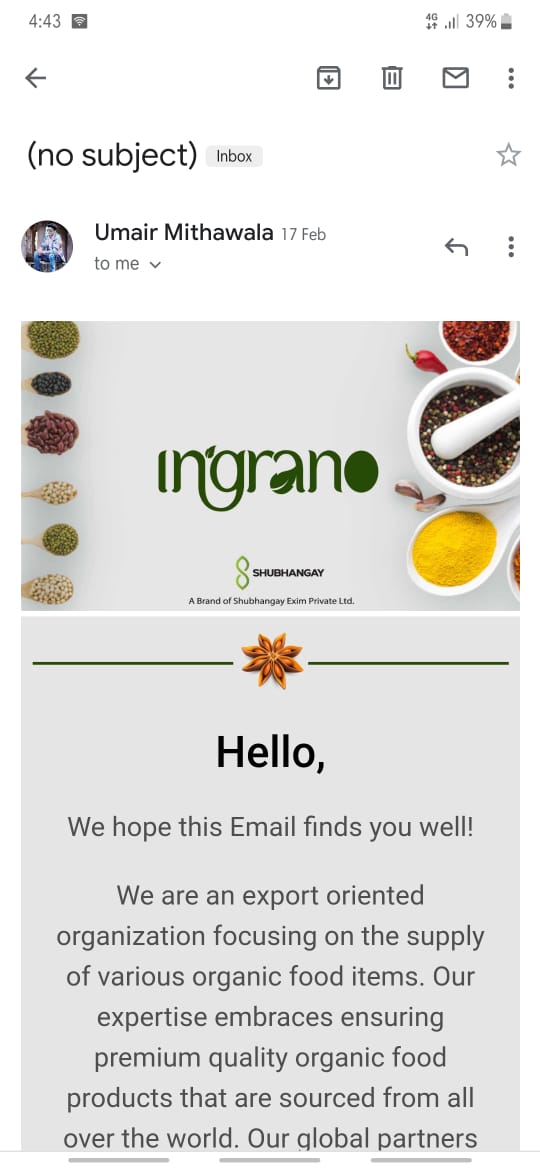 4:43
4G
39%
(no subject)
Inbox
Umair Mithawala 17 Feb
to me
ingrano
SHUBHANGAY
A Brand of Shubhangay Exim Private Ltd.
Hello,
We hope this Email finds you well!
We are an export oriented
organization focusing on the supply
of various organic food items. Our
expertise embraces ensuring
premium quality organic food
products that are sourced from all
over the world. Our global partners